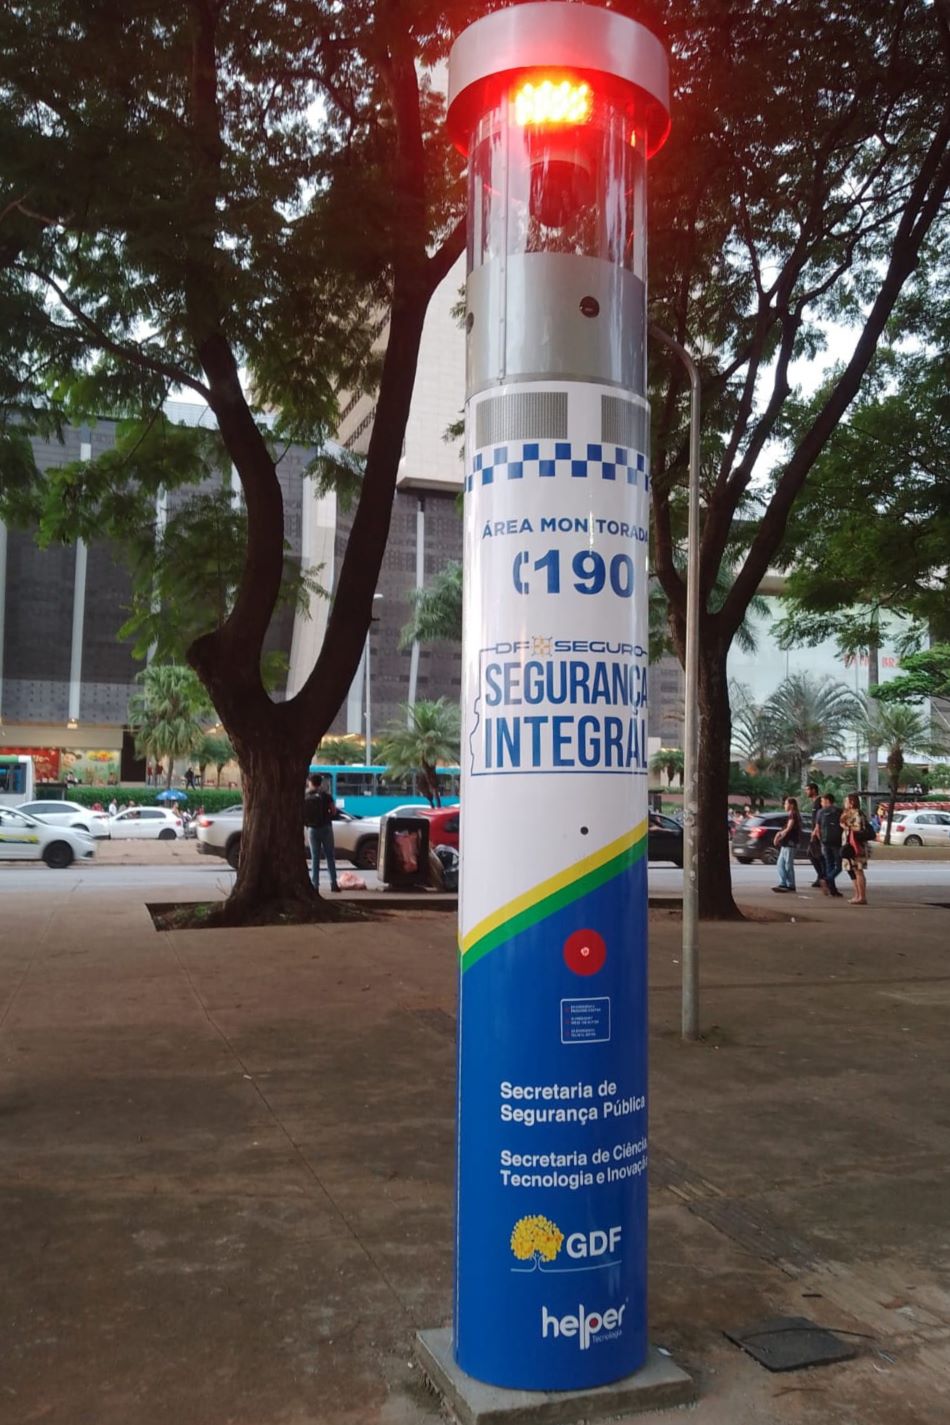 ÁREA MONITORADA
190
DF SEGURO
SEGURANÇA
INTEGRAL
Secretaria de
Segurança Pública
Secretaria de Ciência
Tecnologia e Inovação
GDF
helper
Tecnologia